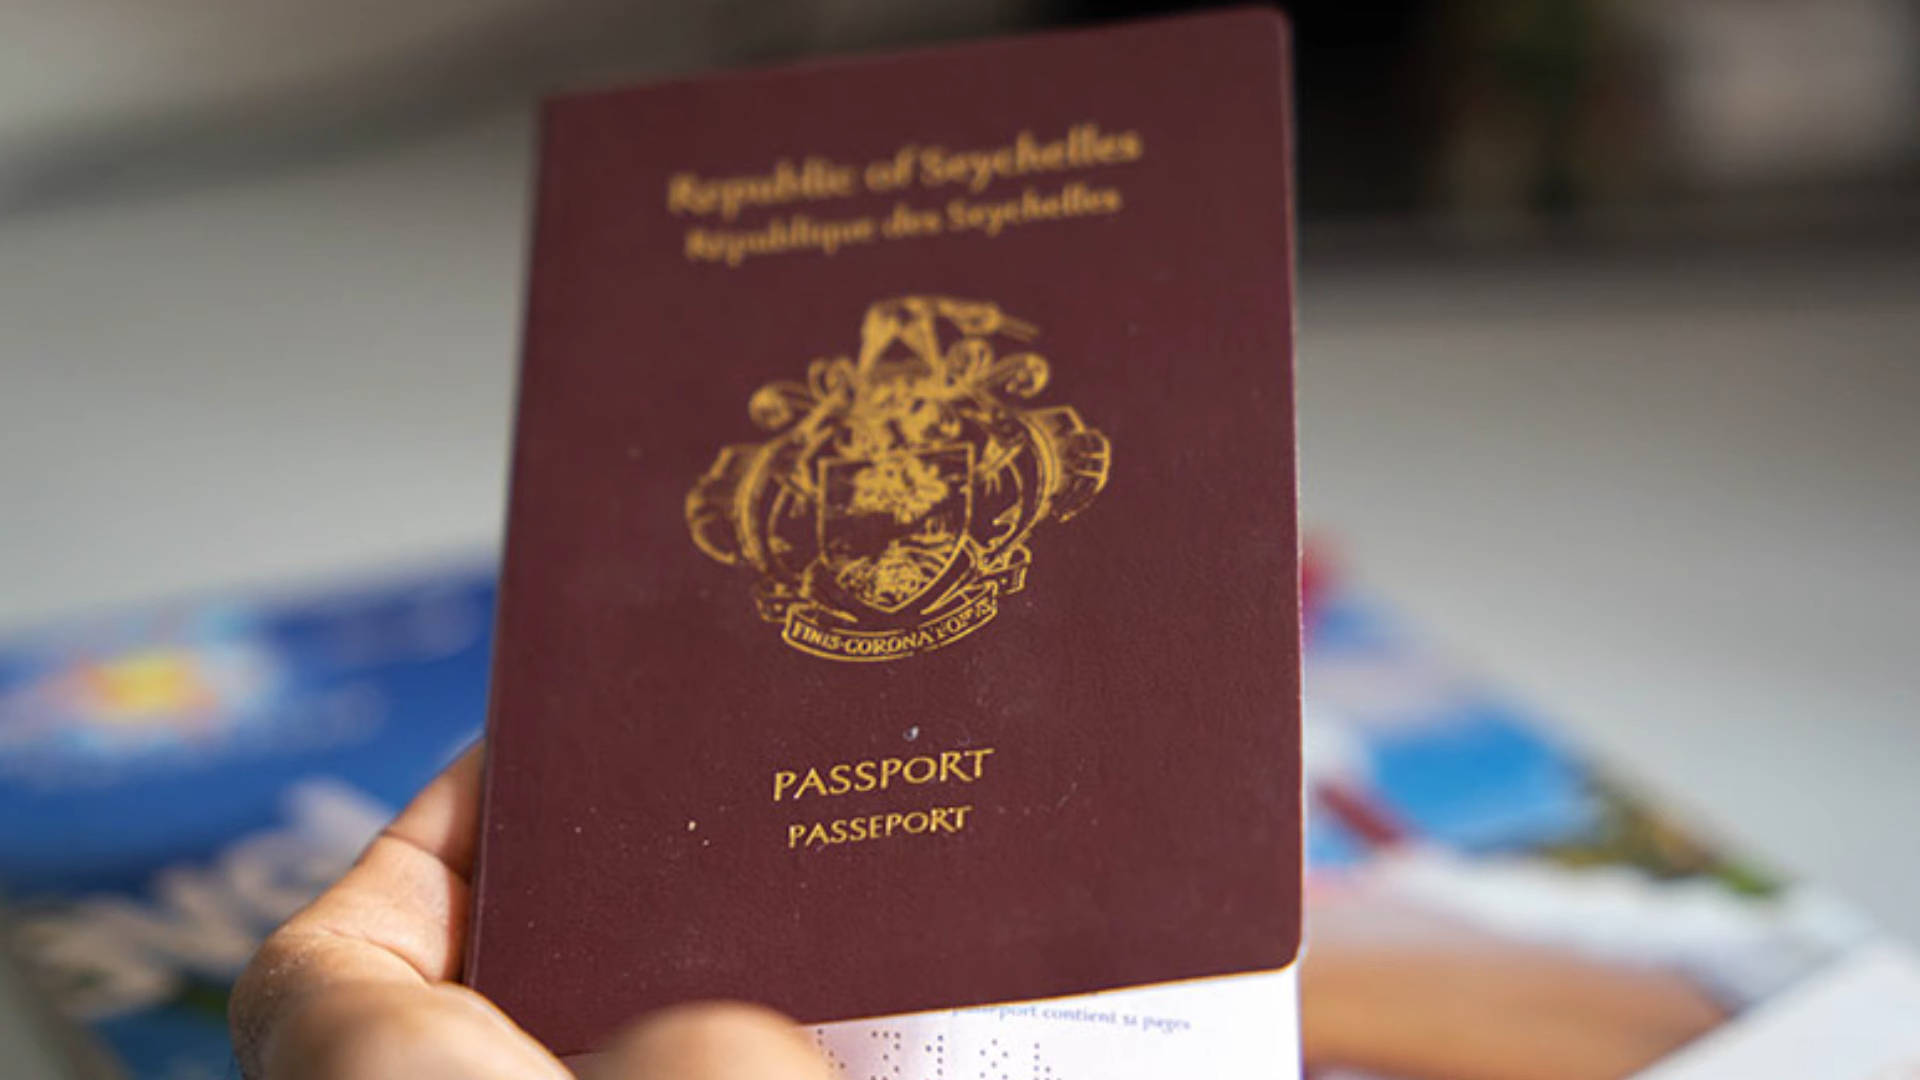 Republic of Seychelles
République des Seychelles
FINIS·CORONAT·OPUS
PASSPORT
PASSEPORT
passeport contient 32 pages